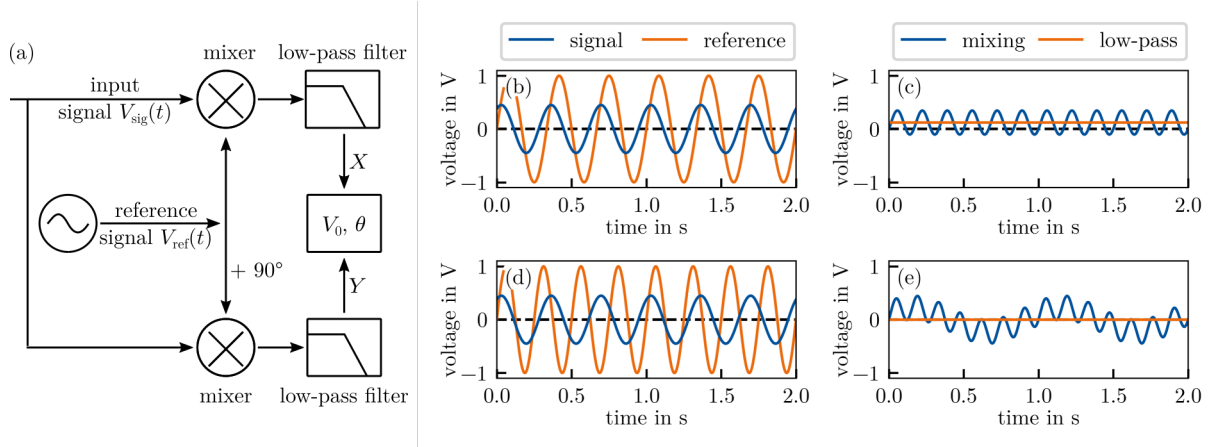 (a)
mixer
low-pass filter
input
signal V_sig(t)
X
reference
signal V_ref(t)
V_0, θ
+ 90°
Y
mixer
low-pass filter
signal
reference
(b)
voltage in V
1
0
−1
0.0 0.5 1.0 1.5 2.0
time in s
mixing
low-pass
(c)
voltage in V
1
0
−1
0.0 0.5 1.0 1.5 2.0
time in s
(d)
voltage in V
1
0
−1
0.0 0.5 1.0 1.5 2.0
time in s
(e)
voltage in V
1
0
−1
0.0 0.5 1.0 1.5 2.0
time in s